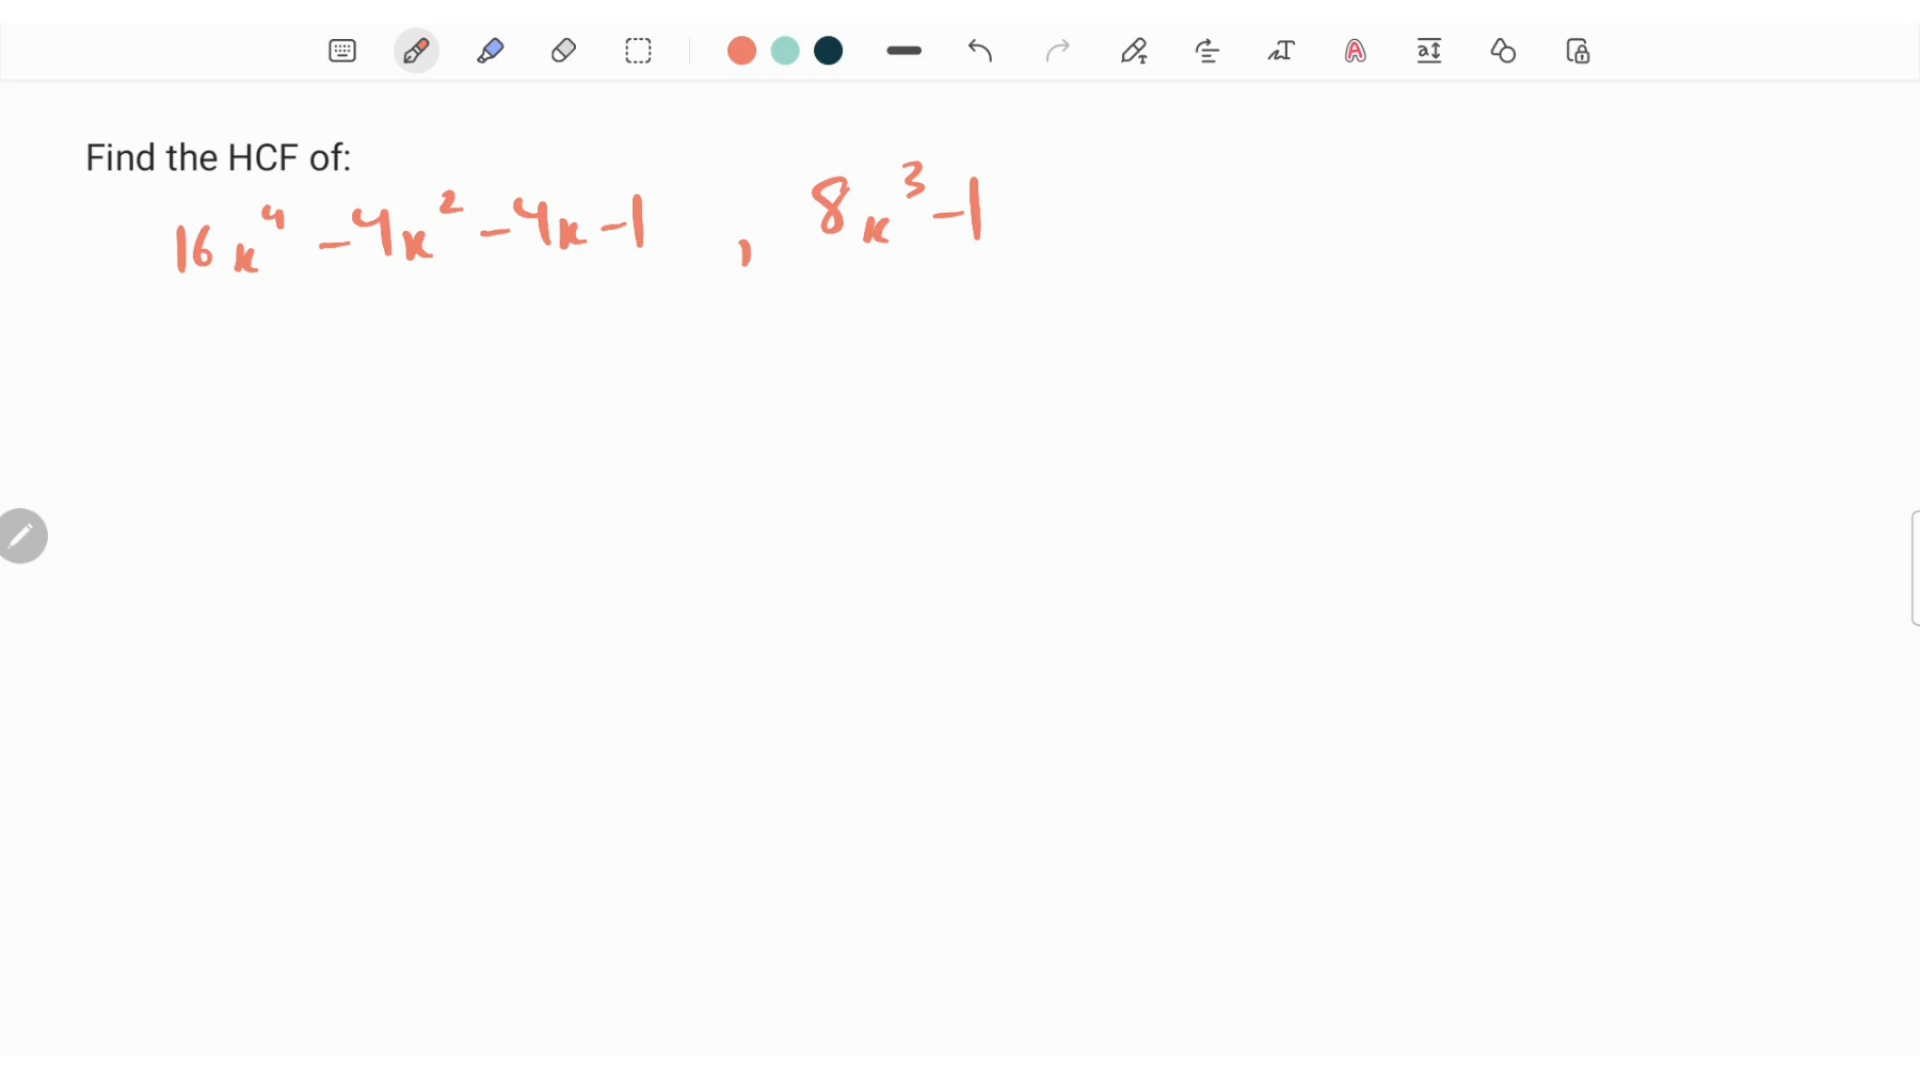 Find the HCF of:
16x⁴ - 4x² - 4x - 1 , 8x³ - 1